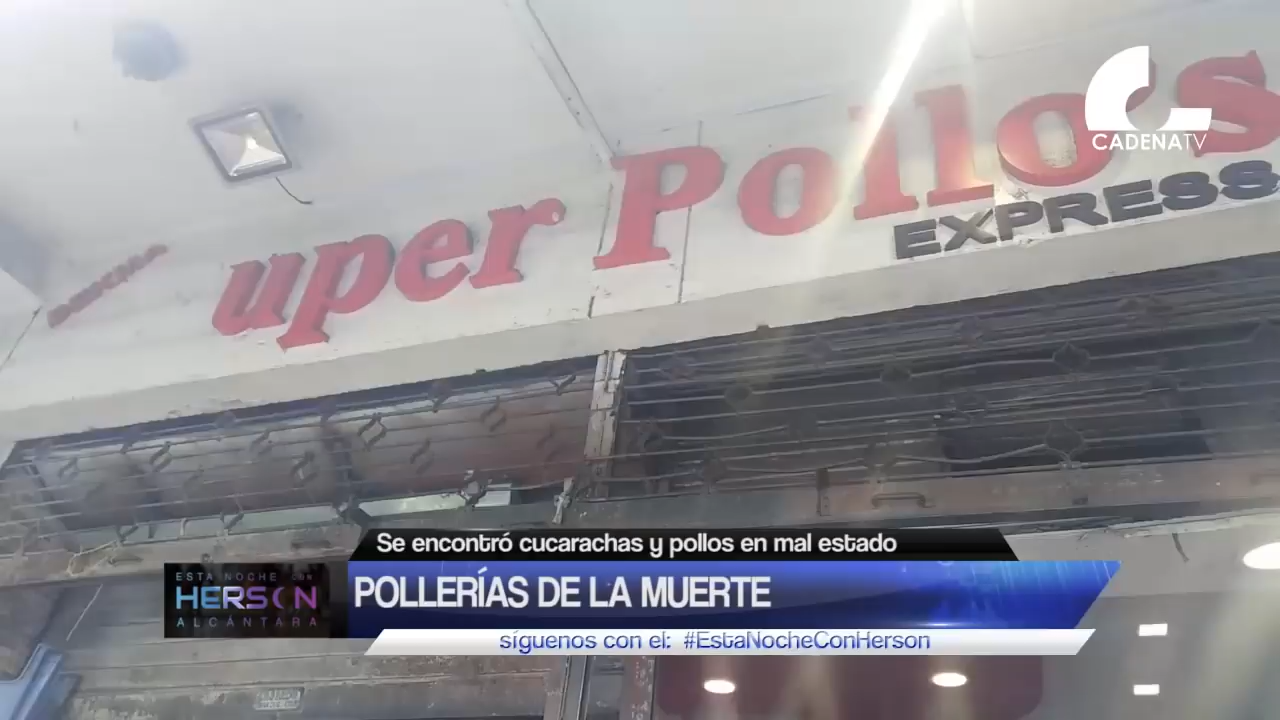 CADENATV
uper Pollo's
EXPRESS
Se encontró cucarachas y pollos en mal estado
ESTA NOCHE CON
HERSON
ALCÁNTARA
POLLERÍAS DE LA MUERTE
síguenos con el: #EstaNocheConHerson